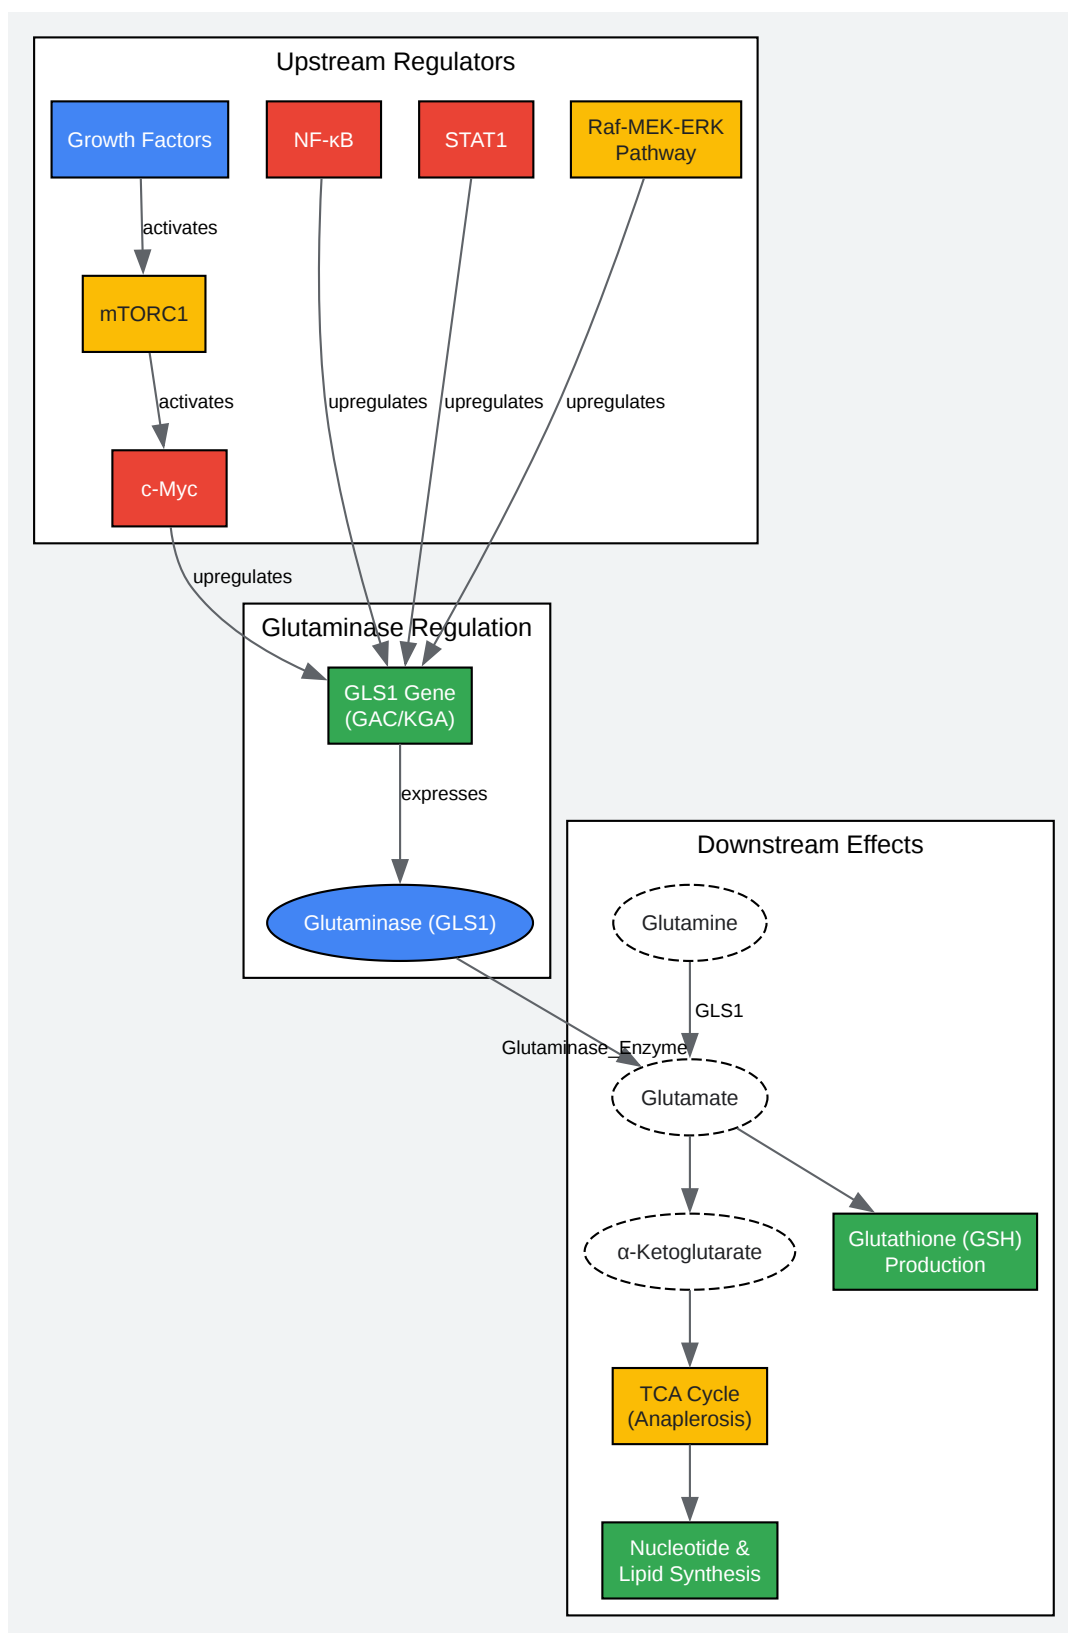 Upstream Regulators
Growth Factors
NF-κB
STAT1
Raf-MEK-ERK
Pathway
activates
mTORC1
activates
upregulates
upregulates
upregulates
c-Myc
upregulates
Glutaminase Regulation
GLS1 Gene
(GAC/KGA)
expresses
Glutaminase (GLS1)
Downstream Effects
Glutamine
GLS1
Glutaminase_Enzyme
Glutamate
α-Ketoglutarate
Glutathione (GSH)
Production
TCA Cycle
(Anaplerosis)
Nucleotide &
Lipid Synthesis